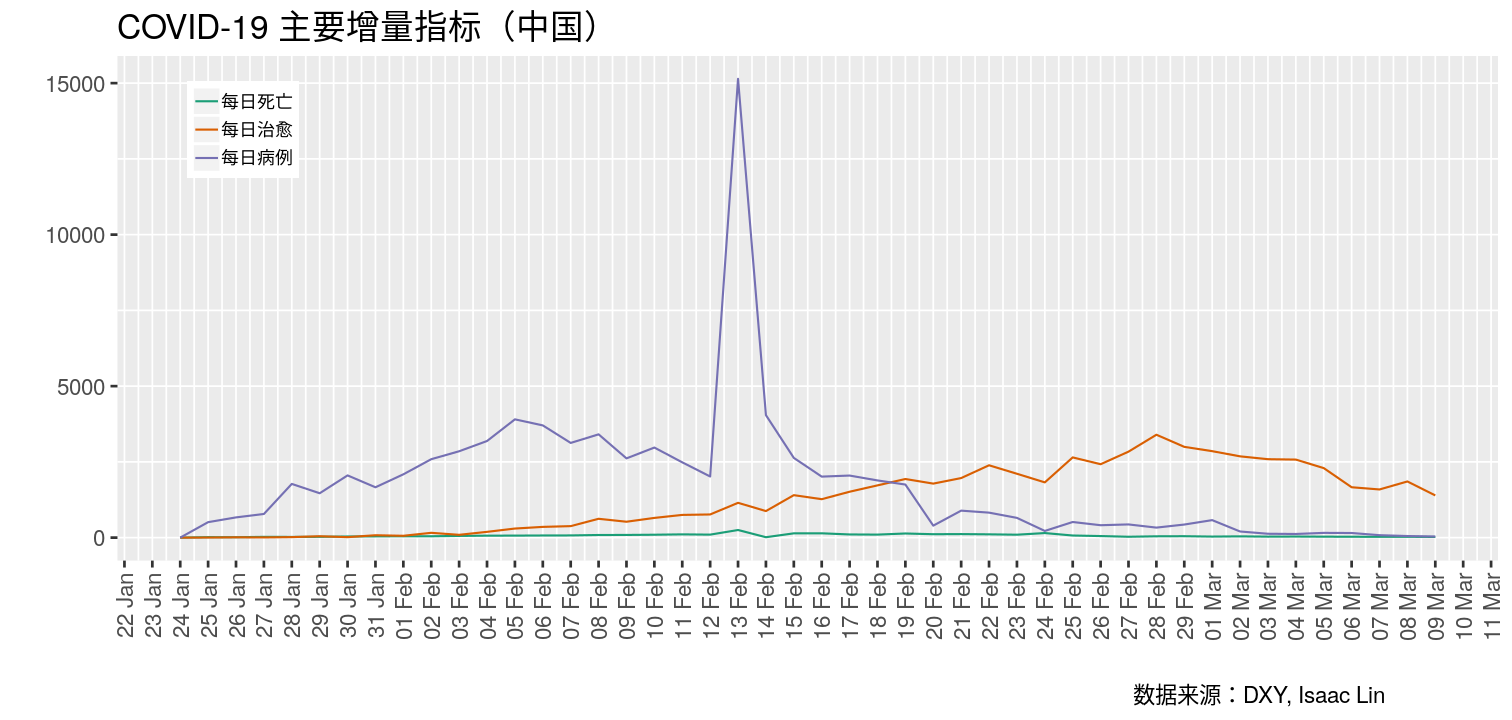 COVID-19 主要增量指标（中国）
15000
10000
5000
0
每日死亡
每日治愈
每日病例
22 Jan
23 Jan
24 Jan
25 Jan
26 Jan
27 Jan
28 Jan
29 Jan
30 Jan
31 Jan
01 Feb
02 Feb
03 Feb
04 Feb
05 Feb
06 Feb
07 Feb
08 Feb
09 Feb
10 Feb
11 Feb
12 Feb
13 Feb
14 Feb
15 Feb
16 Feb
17 Feb
18 Feb
19 Feb
20 Feb
21 Feb
22 Feb
23 Feb
24 Feb
25 Feb
26 Feb
27 Feb
28 Feb
29 Feb
01 Mar
02 Mar
03 Mar
04 Mar
05 Mar
06 Mar
07 Mar
08 Mar
09 Mar
10 Mar
11 Mar
数据来源：DXY, Isaac Lin